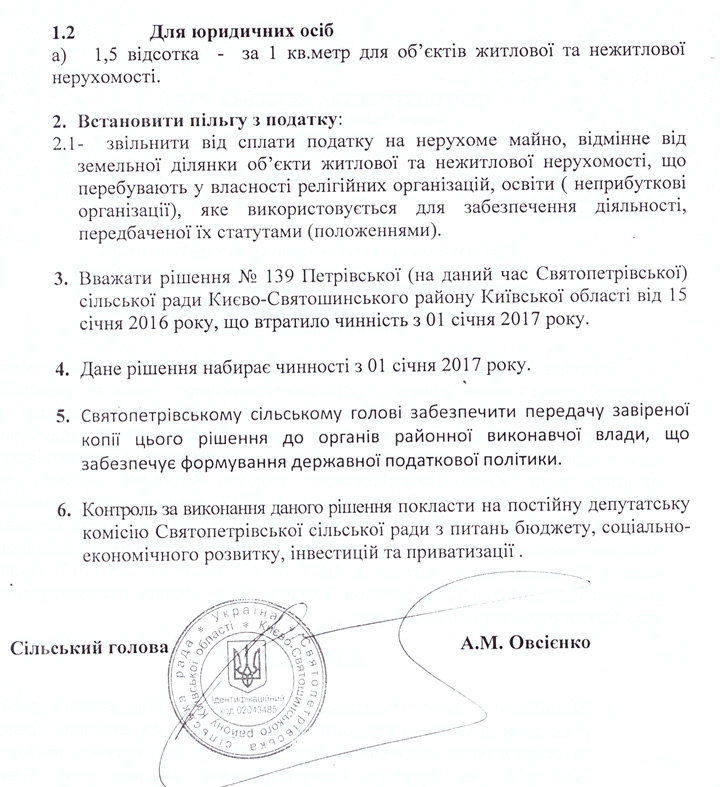 1.2 Для юридичних осіб
а) 1,5 відсотка - за 1 кв.метр для об’єктів житлової та нежитлової
нерухомості.
2. Встановити пільгу з податку:
2.1- звільнити від сплати податку на нерухоме майно, відмінне від
земельної ділянки об’єкти житлової та нежитлової нерухомості, що
перебувають у власності релігійних організацій, освіти ( неприбуткові
організації), яке використовується для забезпечення діяльності,
передбаченої їх статутами (положеннями).
3. Вважати рішення № 139 Петрівської (на даний час Святопетрівської)
сільської ради Києво-Святошинського району Київської області від 15
січня 2016 року, що втратило чинність з 01 січня 2017 року.
4. Дане рішення набирає чинності з 01 січня 2017 року.
5. Святопетрівському сільському голові забезпечити передачу завіреної
копії цього рішення до органів районної виконавчої влади, що
забезпечує формування державної податкової політики.
6. Контроль за виконання даного рішення покласти на постійну депутатську
комісію Святопетрівської сільської ради з питань бюджету, соціально-
економічного розвитку, інвестицій та приватизації .
Сільський голова
А.М. Овсієнко
Україна * Святопетрівська сільська рада *
Києво-Святошинського району Київської області *
Ідентифікаційний
код 02043485